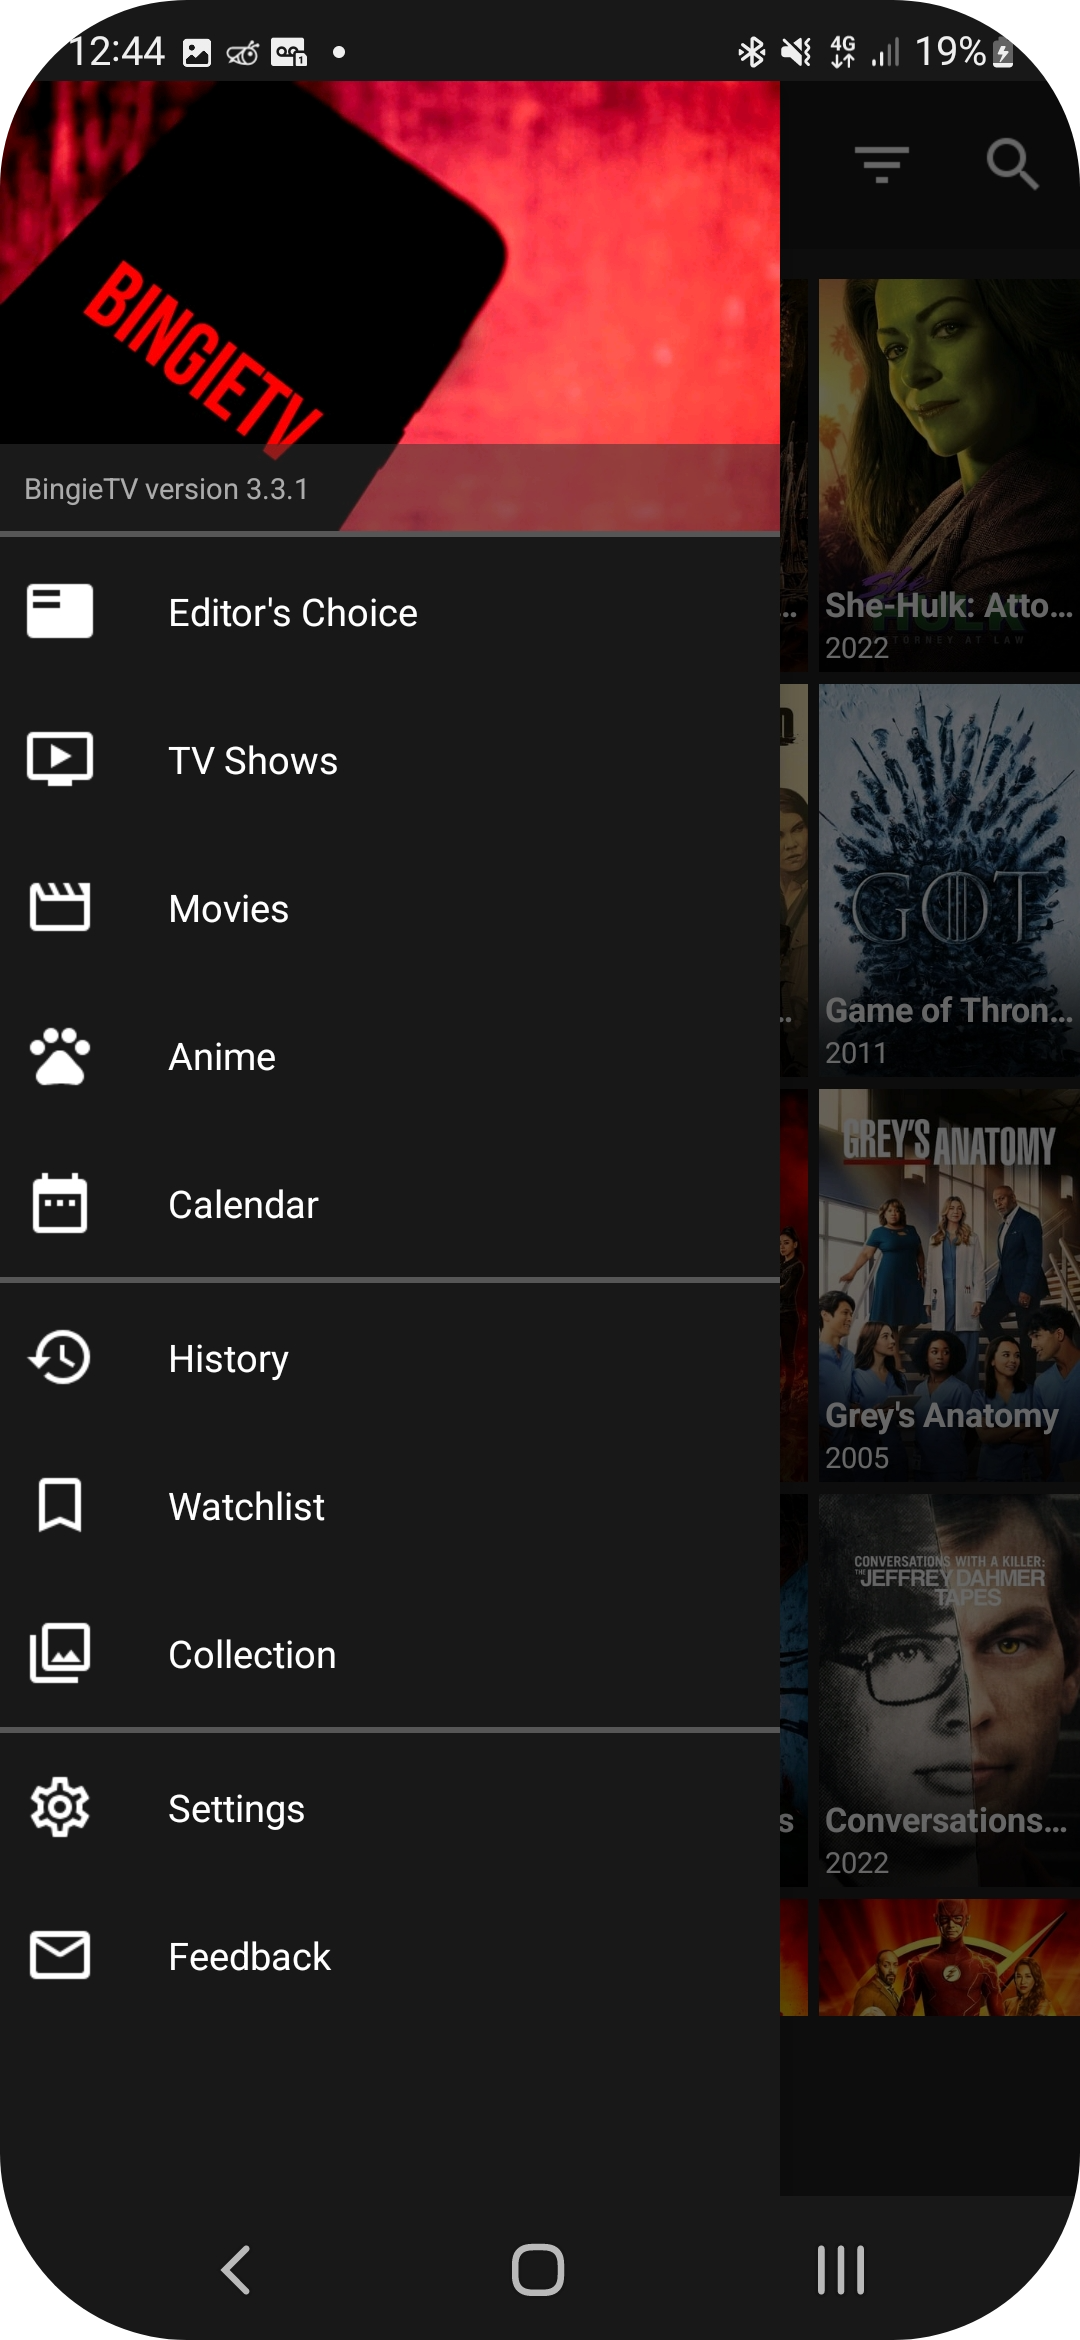 12:44
4G
19%
BINGIETV
BingieTV version 3.3.1
Editor's Choice
TV Shows
Movies
Anime
Calendar
History
Watchlist
Collection
Settings
Feedback
She-Hulk: Atto...
2022
GOT
Game of Thron...
2011
GREY'S ANATOMY
Grey's Anatomy
2005
CONVERSATIONS WITH A KILLER:
THE JEFFREY DAHMER
TAPES
s
Conversations...
2022